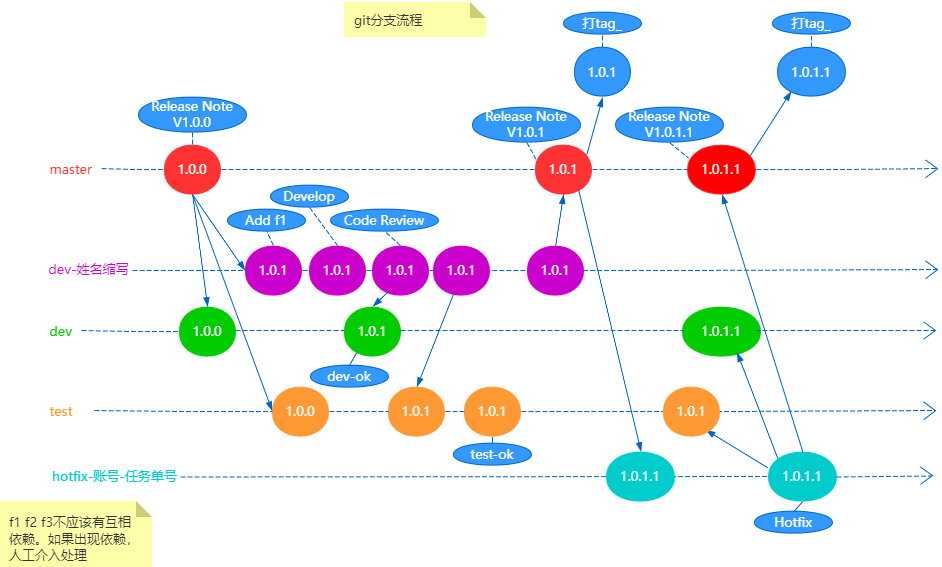 git分支流程
打tag_
打tag_
1.0.1
1.0.1.1
Release Note
V1.0.0
Release Note
V1.0.1
Release Note
V1.0.1.1
master
1.0.0
1.0.1
1.0.1.1
Develop
Add f1
Code Review
dev-姓名缩写
1.0.1
1.0.1
1.0.1
1.0.1
1.0.1
dev
1.0.0
1.0.1
1.0.1.1
dev-ok
test
1.0.0
1.0.1
1.0.1
1.0.1
test-ok
hotfix-账号-任务单号
1.0.1.1
1.0.1.1
Hotfix
f1 f2 f3不应该有互相
依赖。如果出现依赖，
人工介入处理